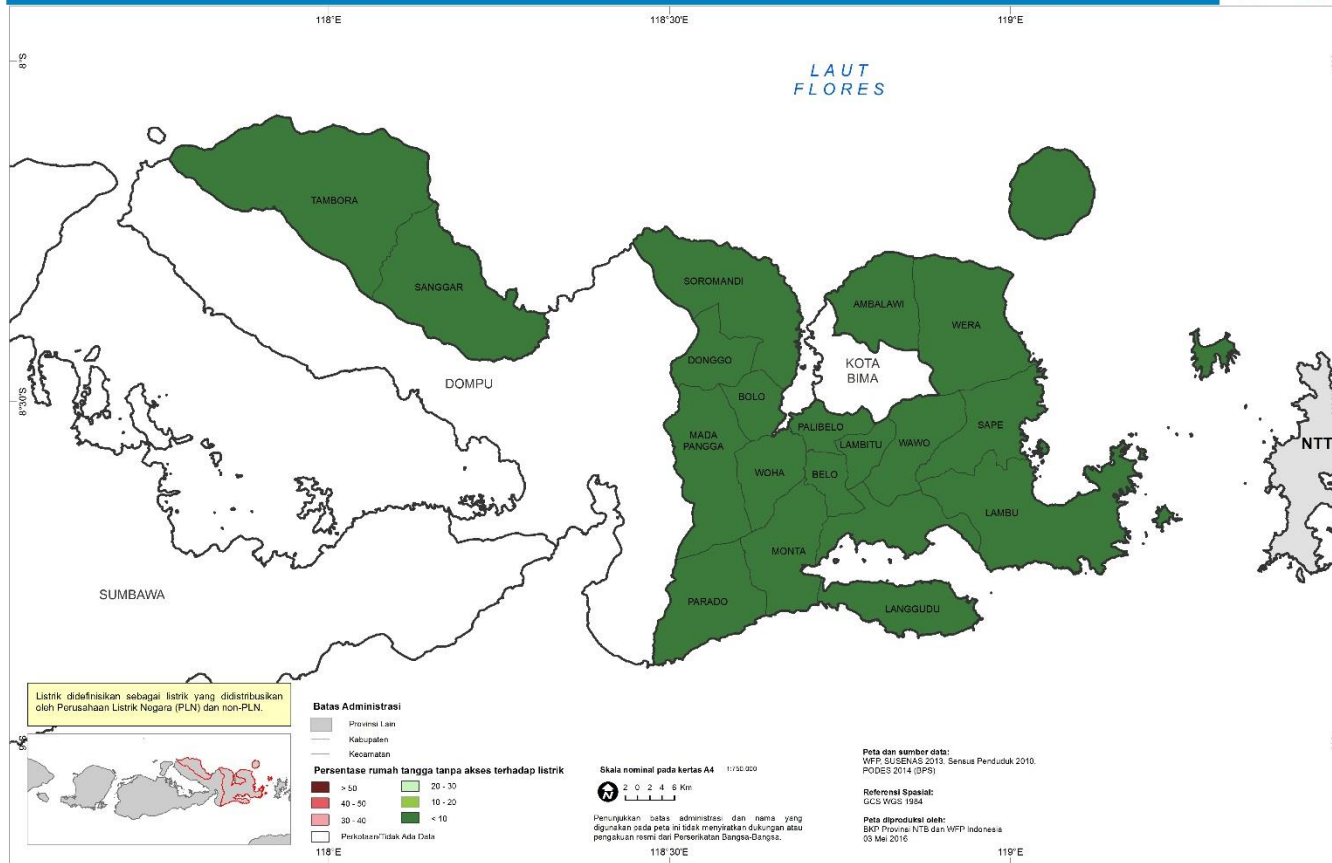 118°E
118°30'E
119°E
8°S
LAUT
FLORES
TAMBORA
SANGGAR
SOROMANDI
AMBALAWI
WERA
DONGGO
KOTA
BIMA
DOMPU
BOLO
8°30'S
MADA
PANGGA
PALIBELO
LAMBITU
WAWO
SAPE
NTT
WOHA
BELO
LAMBU
MONTA
SUMBAWA
PARADO
LANGGUDU
Listrik didefinisikan sebagai listrik yang didistribusikan
oleh Perusahaan Listrik Negara (PLN) dan non-PLN.
Batas Administrasi
Provinsi Lain
Kabupaten
Kecamatan
Persentase rumah tangga tanpa akses terhadap listrik
> 50
40 - 50
30 - 40
20 - 30
10 - 20
< 10
Perkotaan/Tidak Ada Data
9°S
Skala nominal pada kertas A4 1:750.000
2 0 2 4 6 Km
Penunjukkan batas administrasi dan nama yang
digunakan pada peta ini tidak menyiratkan dukungan atau
pengakuan resmi dari Perserikatan Bangsa-Bangsa.
Peta dan sumber data:
WFP, SUSENAS 2013, Sensus Penduduk 2010.
PODES 2014 (BPS)
Referensi Spasial:
GCS WGS 1984
Peta diproduksi oleh:
BKP Provinsi NTB dan WFP Indonesia
03 Mei 2016
118°E
118°30'E
119°E